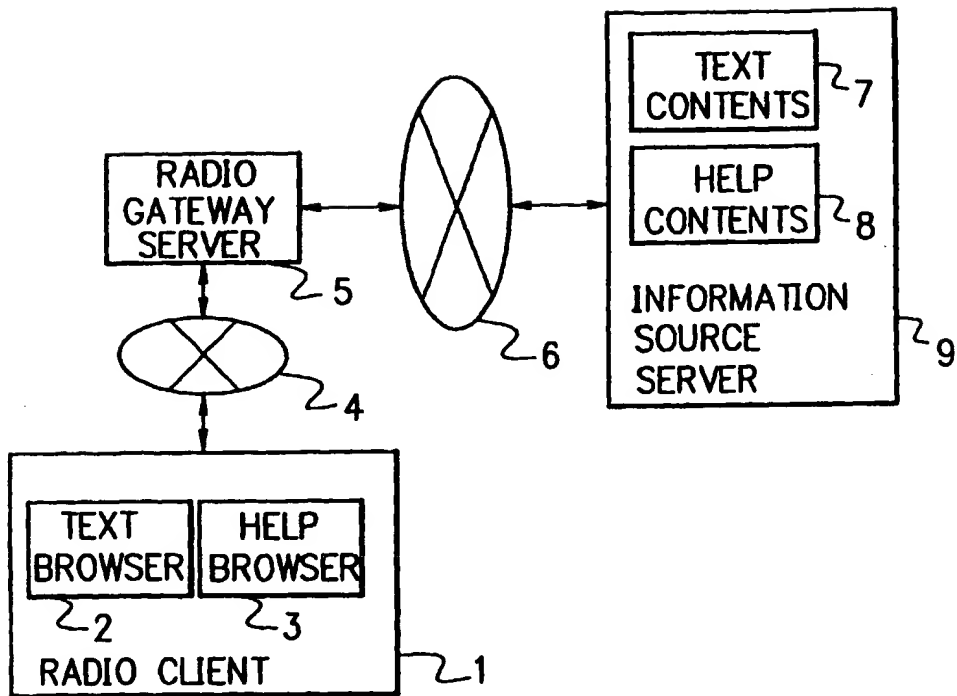 TEXT
CONTENTS
7
HELP
CONTENTS
8
INFORMATION
SOURCE
SERVER
9
RADIO
GATEWAY
SERVER
5
6
4
TEXT
BROWSER
2
HELP
BROWSER
3
RADIO CLIENT
1